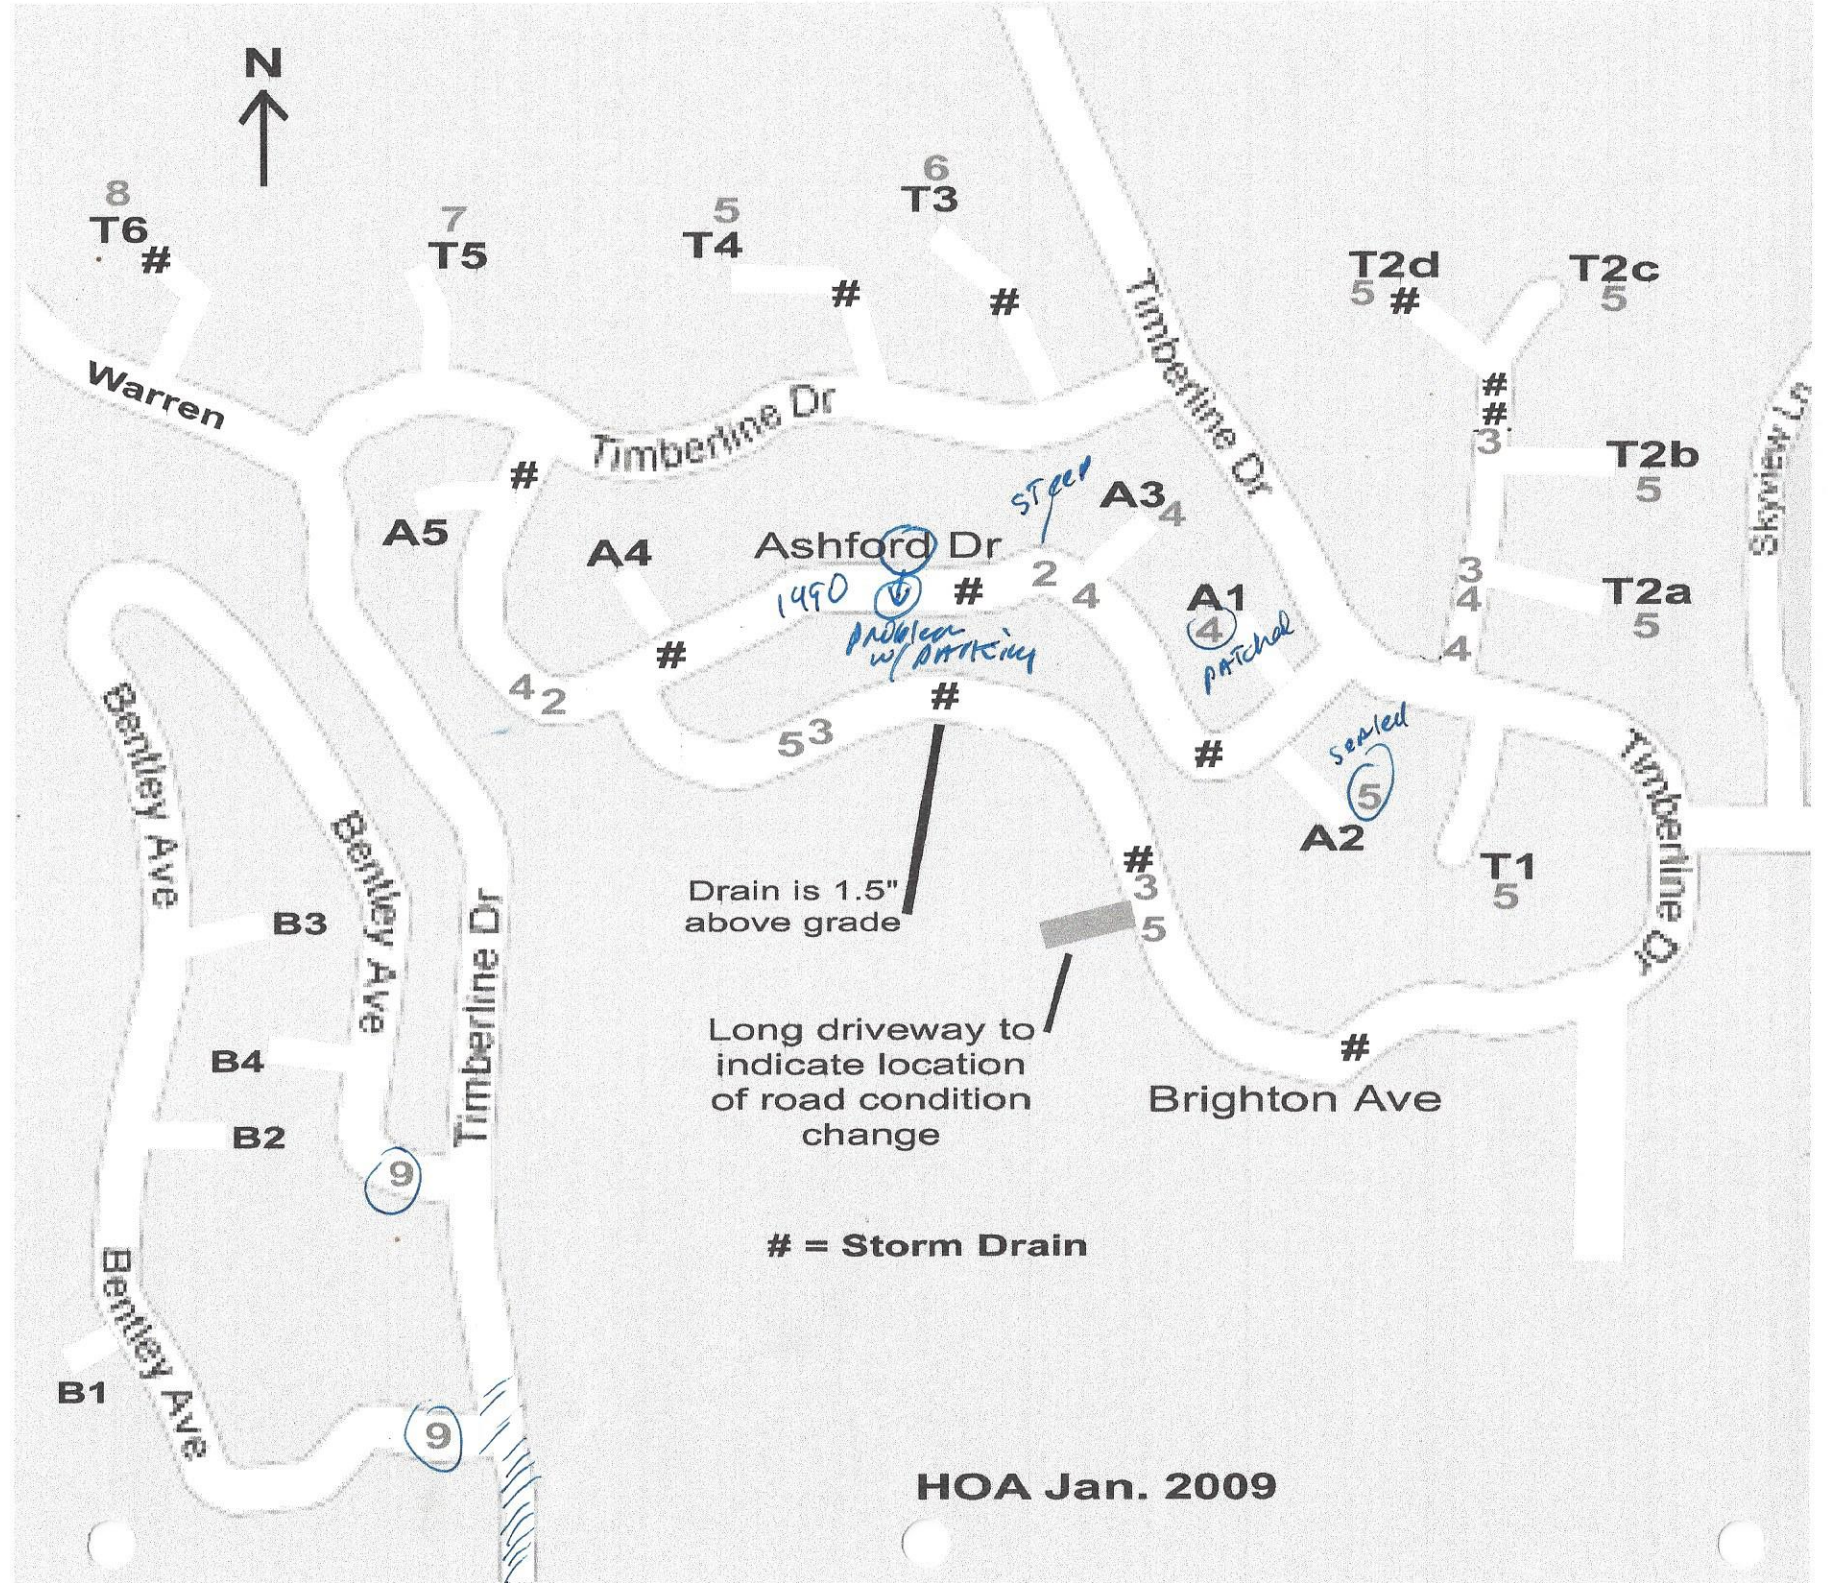 N
8
T6
#
7
T5
5
T4
#
6
T3
#
T2d
5
#
T2c
5
#
#
3
T2b
5
3
4
T2a
5
4
Warren
Timberline Dr
Timberline Dr
Skyview Ln
#
A5
A4
#
Ashford Dr
STEEP
A3
4
1990
#
2
4
problem
w/ parking
A1
4
patched
4
2
5
3
#
#
sealed
5
A2
T1
5
Timberline Dr
Bentley Ave
Bentley Ave
Timberline Dr
B3
B4
B2
9
Drain is 1.5"
above grade
#
3
5
Long driveway to
indicate location
of road condition
change
#
Brighton Ave
# = Storm Drain
Bentley Ave
B1
9
HOA Jan. 2009